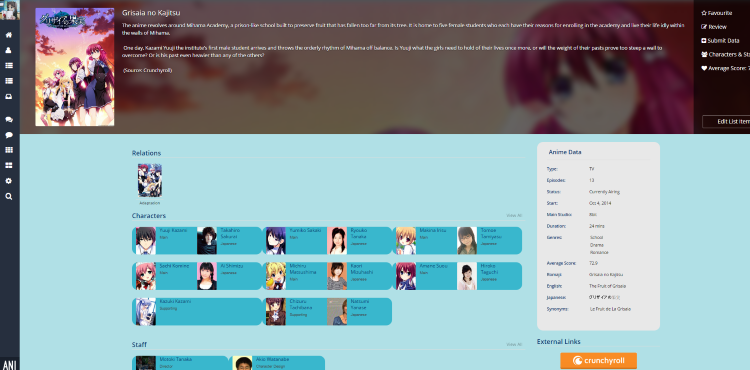 Grisaia no Kajitsu
The anime revolves around Mihama Academy, a prison-like school built to preserve fruit that has fallen too far from its tree. It is home to five female students who each have their reasons for enrolling in the academy and live their life idly within
the walls of Mihama.
One day, Kazami Yuuji the institute's first male student arrives and throws the orderly rhythm of Mihama off balance. Is Yuuji what the girls need to hold of their lives once more, or will the weight of their pasts prove too steep a wall to
overcome? Or is his past even heavier than any of the others?
(Source: Crunchyroll)
Favourite
Review
Submit Data
Characters & St
Average Score: 7
Edit List Item
Relations
Adaptation
Characters
View All
Yuuji Kazami
Main
Takahiro Sakurai
Japanese
Yumiko Sakaki
Main
Ryouko Tanaka
Japanese
Makina Irisu
Main
Tomoe Tamiyasu
Japanese
Sachi Komine
Main
Ai Shimizu
Japanese
Michiru Matsushima
Main
Kaori Mizuhashi
Japanese
Amane Suou
Main
Hiroko Taguchi
Japanese
Kazuki Kazami
Supporting
Chizuru Tachibana
Supporting
Japanese
Staff
View All
Motoki Tanaka
Director
Akio Watanabe
Character Design
Anime Data
Type: TV
Episodes: 13
Status: Currently Airing
Start: Oct 4, 2014
Main Studio: 8bit
Duration: 24 mins
Genres: School
Drama
Romance
Average Score: 72.9
Romaji: Grisaia no Kajitsu
English: The Fruit of Grisaia
Japanese: グリザイアの果実
Synonyms: Le Fruit de La Grisaia
External Links
crunchyroll
ANI